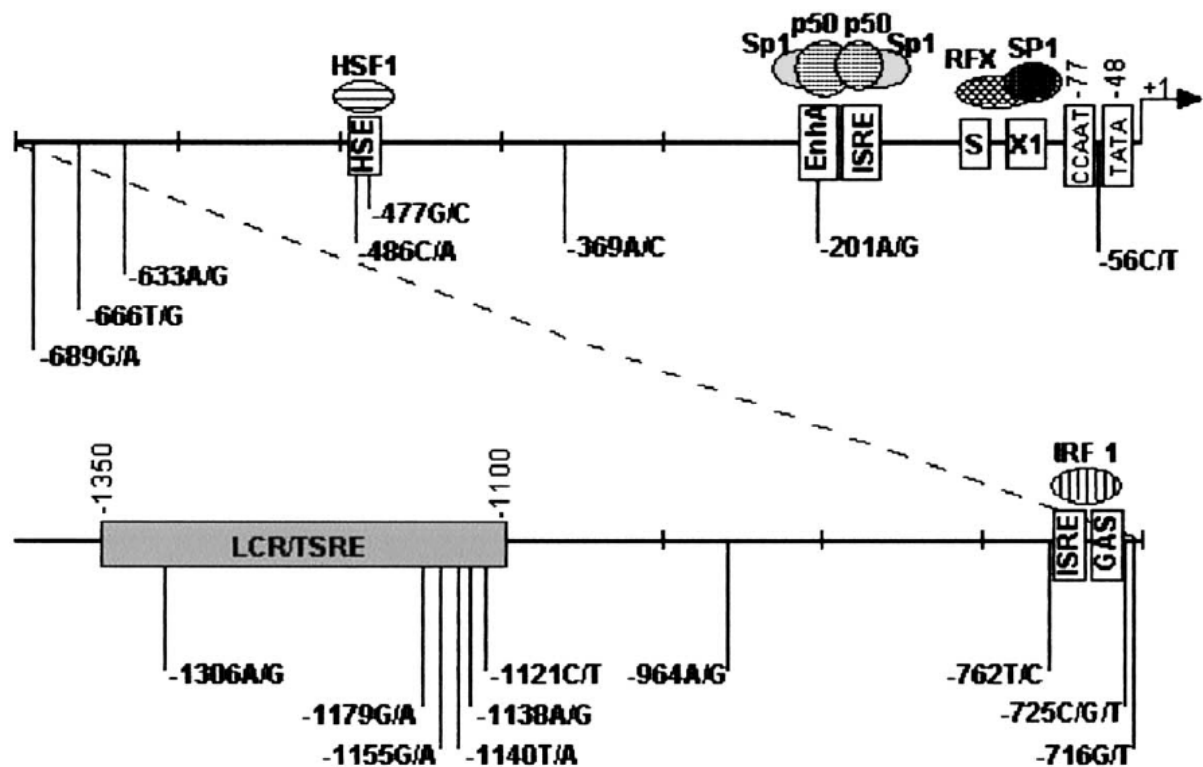 p50 p50
Sp1 Sp1
HSF1
RFX SP1
-77
-48
+1
HSE
EnhA
ISRE
S
X1
CCAAT
TATA
-477G/C
-486C/A
-369A/C
-201A/G
-56C/T
-633A/G
-666T/G
-689G/A
-1350
-1100
IRF 1
LCR/TSRE
ISRE
GAS
-1306A/G
-1121C/T
-964A/G
-762T/C
-1179G/A
-1138A/G
-725C/G/T
-1155G/A
-1140T/A
-716G/T